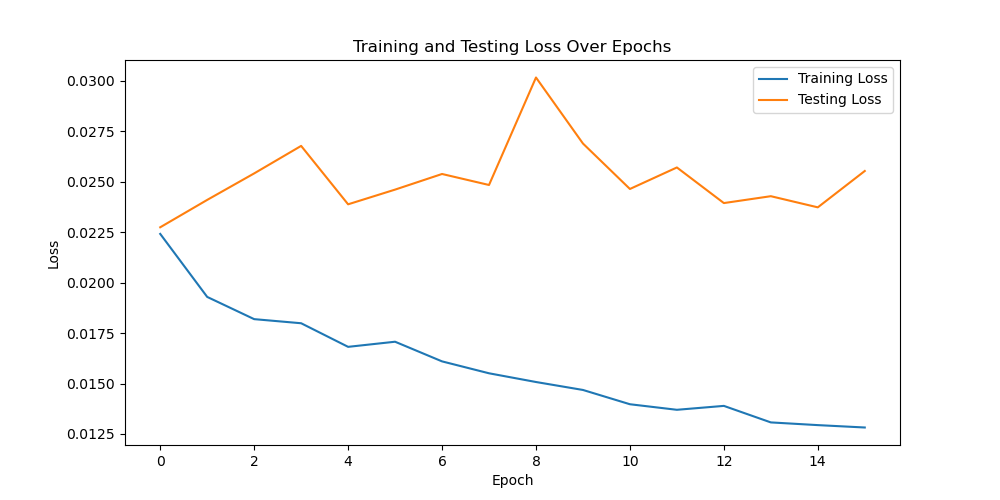 Training and Testing Loss Over Epochs
Training Loss
Testing Loss
0.0300
0.0275
0.0250
0.0225
0.0200
0.0175
0.0150
0.0125
Loss
0 2 4 6 8 10 12 14
Epoch